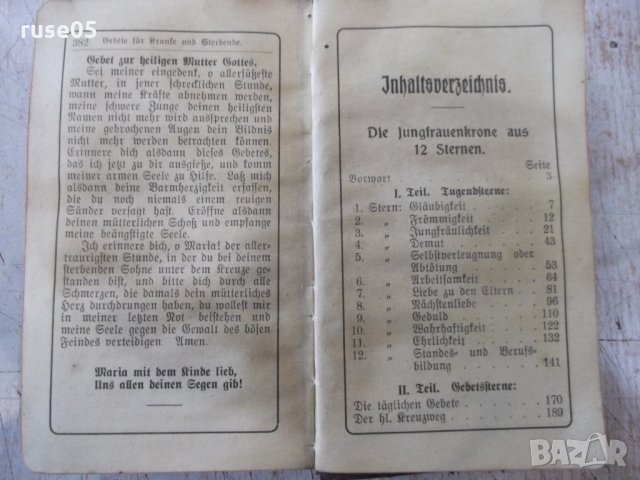 ruse05
382 Gebete für Kranke und Sterbende.
Gebet zur heiligen Mutter Gottes.
Sei meiner eingedenk, o allersüßeste
Mutter, in jener schrecklichen Stunde,
wann meine Kräfte abnehmen werden,
meine schwere Zunge deinen heiligsten
Namen nicht mehr wird aussprechen und
meine gebrochenen Augen dein Bildnis
nicht mehr werden betrachten können.
Erinnere dich alsdann dieses Gebetes,
das ich jetzt zu dir ausgieße, und komm
meiner armen Seele zu Hilfe. Laß mich
alsdann deine Barmherzigkeit erfassen,
die du noch niemals einem reuigen
Sünder versagt hast. Eröffne alsdann
deinen mütterlichen Schoß und empfange
meine beängstigte Seele.
Ich erinnere dich, o Maria! der aller-
traurigsten Stunde, in der du bei deinem
sterbenden Sohne unter dem Kreuze ge-
standen bist, und bitte dich durch alle
Schmerzen, die damals dein mütterliches
Herz durchdrungen haben, du wollest mir
in meiner letzten Not beistehen und
meine Seele gegen die Gewalt des bösen
Feindes verteidigen Amen.
Maria mit dem Kinde lieb,
Uns allen deinen Segen gib!
Inhaltsverzeichnis.
Die Jungfrauenkrone aus
12 Sternen.
Seite
Vorwort . . . . 3
I. Teil. Tugendsterne:
1. Stern: Gläubigkeit . . . 7
2. „ Frömmigkeit . . . 12
3. „ Jungfräulichkeit . . . 21
4. „ Demut . . . 43
5. „ Selbstverleugnung oder
Abtötung . . . 53
6. „ Arbeitsamkeit . . . 64
7. „ Liebe zu den Eltern . . 81
8. „ Nächstenliebe . . . 96
9. „ Geduld . . . 110
10. „ Wahrhaftigkeit . . . 122
11. „ Ehrlichkeit . . . 132
12. „ Standes- und Berufs-
bildung . . . 141
II. Teil. Gebetssterne:
Die täglichen Gebete . . . 170
Der hl. Kreuzweg . . . 189
ruse05
BAZAR
bg